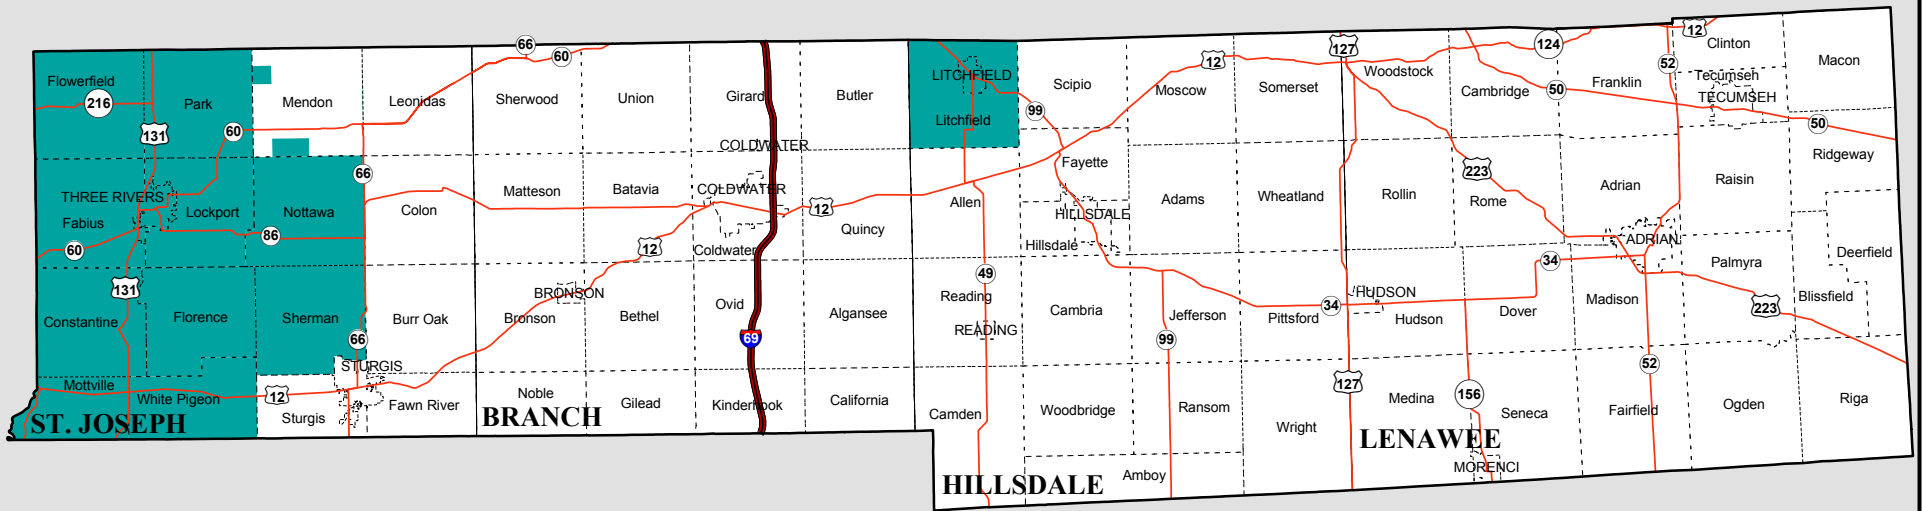 66
12
127
124
52
Clinton
Macon
Flowerfield
216
Park
Mendon
Leonidas
60
Sherwood
Union
Girard
Butler
LITCHFIELD
Litchfield
Scipio
99
Moscow
12
Somerset
Woodstock
Cambridge
50
Franklin
Tecumseh
TECUMSEH
50
131
60
66
COLDWATER
Fayette
223
Ridgeway
THREE RIVERS
Fabius
Lockport
Nottawa
Colon
Matteson
Batavia
COLDWATER
12
Quincy
Allen
HILLSDALE
Hillsdale
Adams
Wheatland
Rollin
Rome
Adrian
Raisin
60
86
12
Coldwater
ADRIAN
Palmyra
Deerfield
131
49
34
Constantine
Florence
Sherman
Burr Oak
BRONSON
Bronson
Bethel
Ovid
Algansee
Reading
READING
Cambria
Jefferson
Pittsford
34
HUDSON
Hudson
Dover
Madison
223
Blissfield
66
69
99
STURGIS
127
52
Mottville
White Pigeon
12
Sturgis
Fawn River
Noble
Gilead
Kinderhook
California
Camden
Woodbridge
Ransom
Wright
Medina
156
Seneca
Fairfield
Ogden
Riga
ST. JOSEPH
BRANCH
LENAWEE
MORENCI
Amboy
HILLSDALE